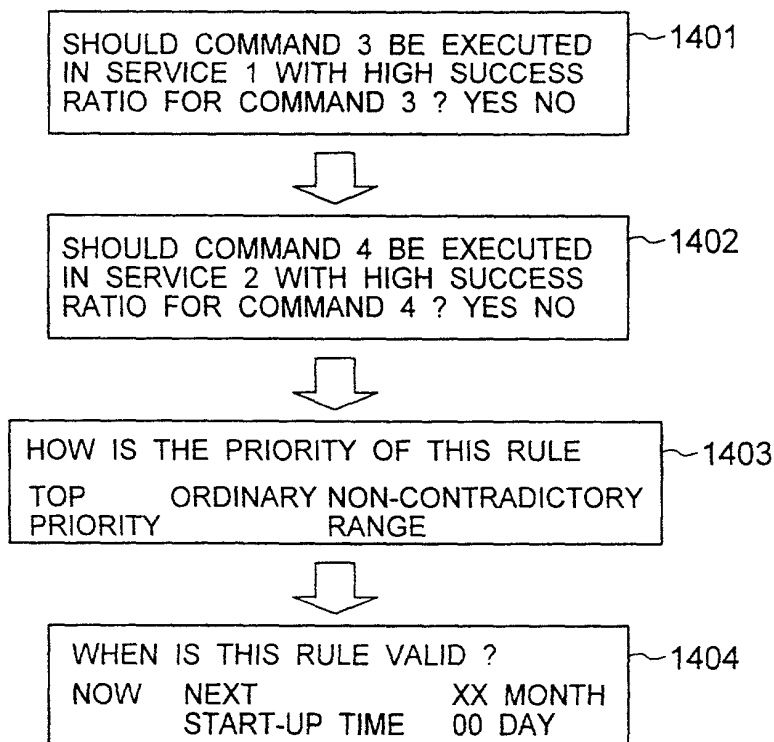 SHOULD COMMAND 3 BE EXECUTED
IN SERVICE 1 WITH HIGH SUCCESS
RATIO FOR COMMAND 3 ? YES NO
1401
SHOULD COMMAND 4 BE EXECUTED
IN SERVICE 2 WITH HIGH SUCCESS
RATIO FOR COMMAND 4 ? YES NO
1402
HOW IS THE PRIORITY OF THIS RULE
1403
TOP ORDINARY NON-CONTRADICTORY
PRIORITY RANGE
WHEN IS THIS RULE VALID ?
1404
NOW NEXT XX MONTH
START-UP TIME 00 DAY